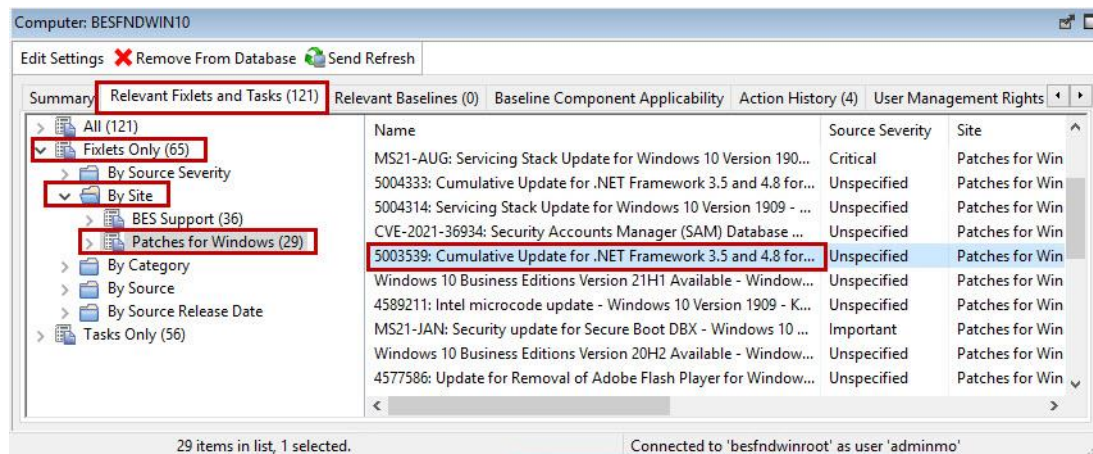 Computer: BESFNDWIN10
Edit Settings Remove From Database Send Refresh
Summary Relevant Fixlets and Tasks (121) Relevant Baselines (0) Baseline Component Applicability Action History (4) User Management Rights
All (121)
Fixlets Only (65)
By Source Severity
By Site
BES Support (36)
Patches for Windows (29)
By Category
By Source
By Source Release Date
Tasks Only (56)
Name Source Severity Site
MS21-AUG: Servicing Stack Update for Windows 10 Version 190... Critical Patches for Win
5004333: Cumulative Update for .NET Framework 3.5 and 4.8 for... Unspecified Patches for Win
5004314: Servicing Stack Update for Windows 10 Version 1909 - ... Unspecified Patches for Win
CVE-2021-36934: Security Accounts Manager (SAM) Database ... Unspecified Patches for Win
5003539: Cumulative Update for .NET Framework 3.5 and 4.8 for... Unspecified Patches for Win
Windows 10 Business Editions Version 21H1 Available - Window... Unspecified Patches for Win
4589211: Intel microcode update - Windows 10 Version 1909 - K... Unspecified Patches for Win
MS21-JAN: Security update for Secure Boot DBX - Windows 10 ... Important Patches for Win
Windows 10 Business Editions Version 20H2 Available - Window... Unspecified Patches for Win
4577586: Update for Removal of Adobe Flash Player for Window... Unspecified Patches for Win
29 items in list, 1 selected. Connected to 'besfndwinroot' as user 'adminmo'